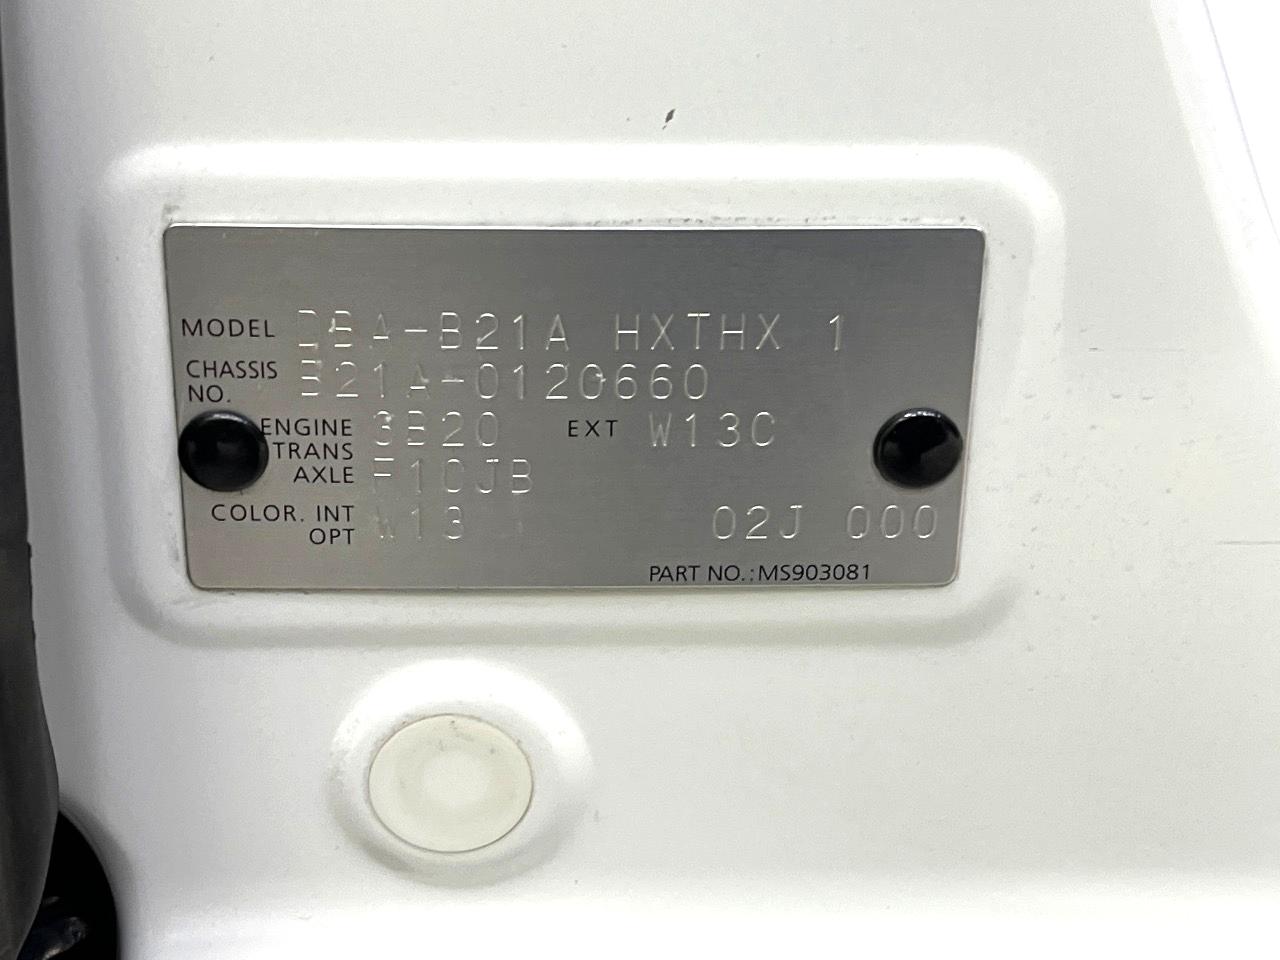 MODEL DBA-B21A HXTHX 1
CHASSIS NO. B21A-0120660
ENGINE 3B20 EXT W13C
TRANS AXLE F1CJB
COLOR. INT OPT W13 02J 000
PART NO.: MS903081